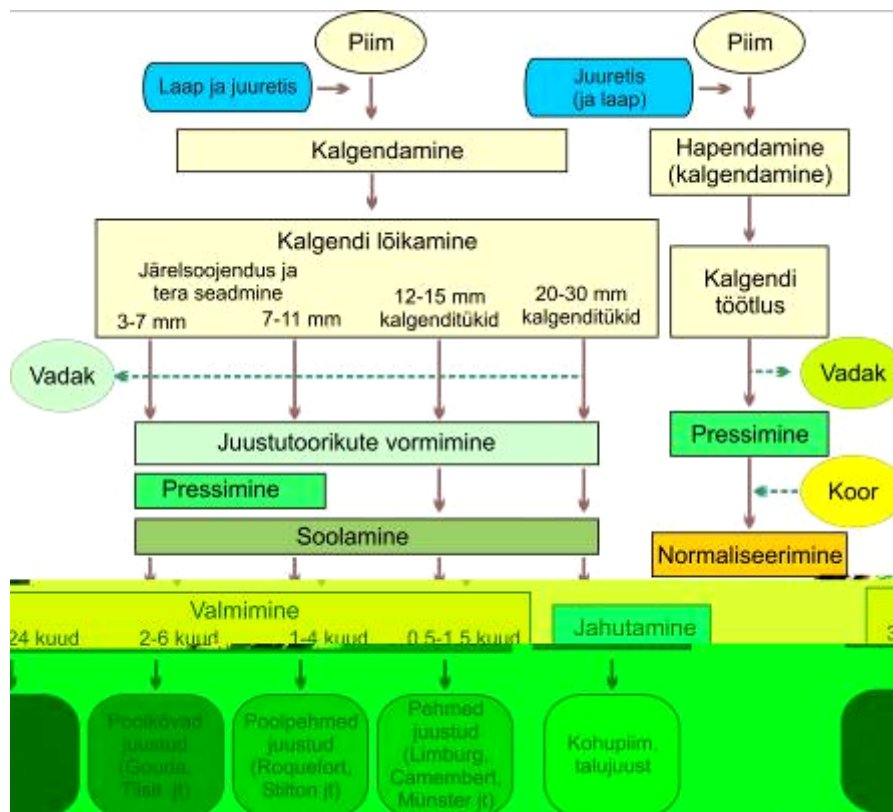 Piim
Piim
Laap ja juuretis
Juuretis
(ja laap)
Kalgendamine
Hapendamine
(kalgendamine)
Kalgendi lõikamine
Järelsoojendus ja
tera seadmine
3-7 mm
7-11 mm
12-15 mm
kalgenditükid
20-30 mm
kalgenditükid
Kalgendi
töötlus
Vadak
Vadak
Juustutoorikute vormimine
Pressimine
Pressimine
Koor
Soolamine
Normaliseerimine
Valmimine
24 kuud
2-6 kuud
1-4 kuud
0.5-1.5 kuud
Jahutamine
3
Poolkõvad
juustud
(Gouda,
Tilsit jt)
Poolpehmed
juustud
(Roquefort,
Stilton jt)
Pehmed
juustud
(Limburg,
Camembert,
Münster jt)
Kohupiim,
talujuust